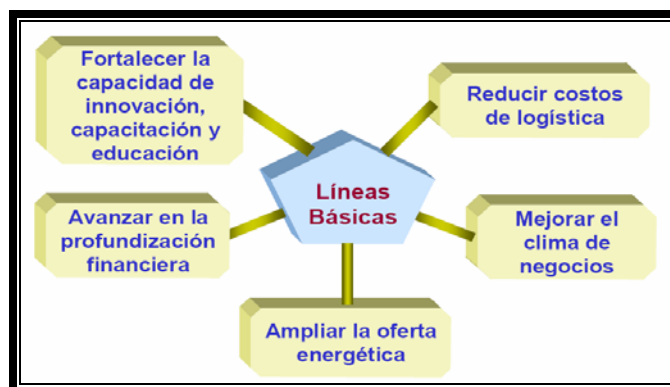 Fortalecer la
capacidad de
innovación,
capacitación y
educación
Reducir costos
de logística
Líneas
Básicas
Avanzar en la
profundización
financiera
Mejorar el
clima de
negocios
Ampliar la oferta
energética